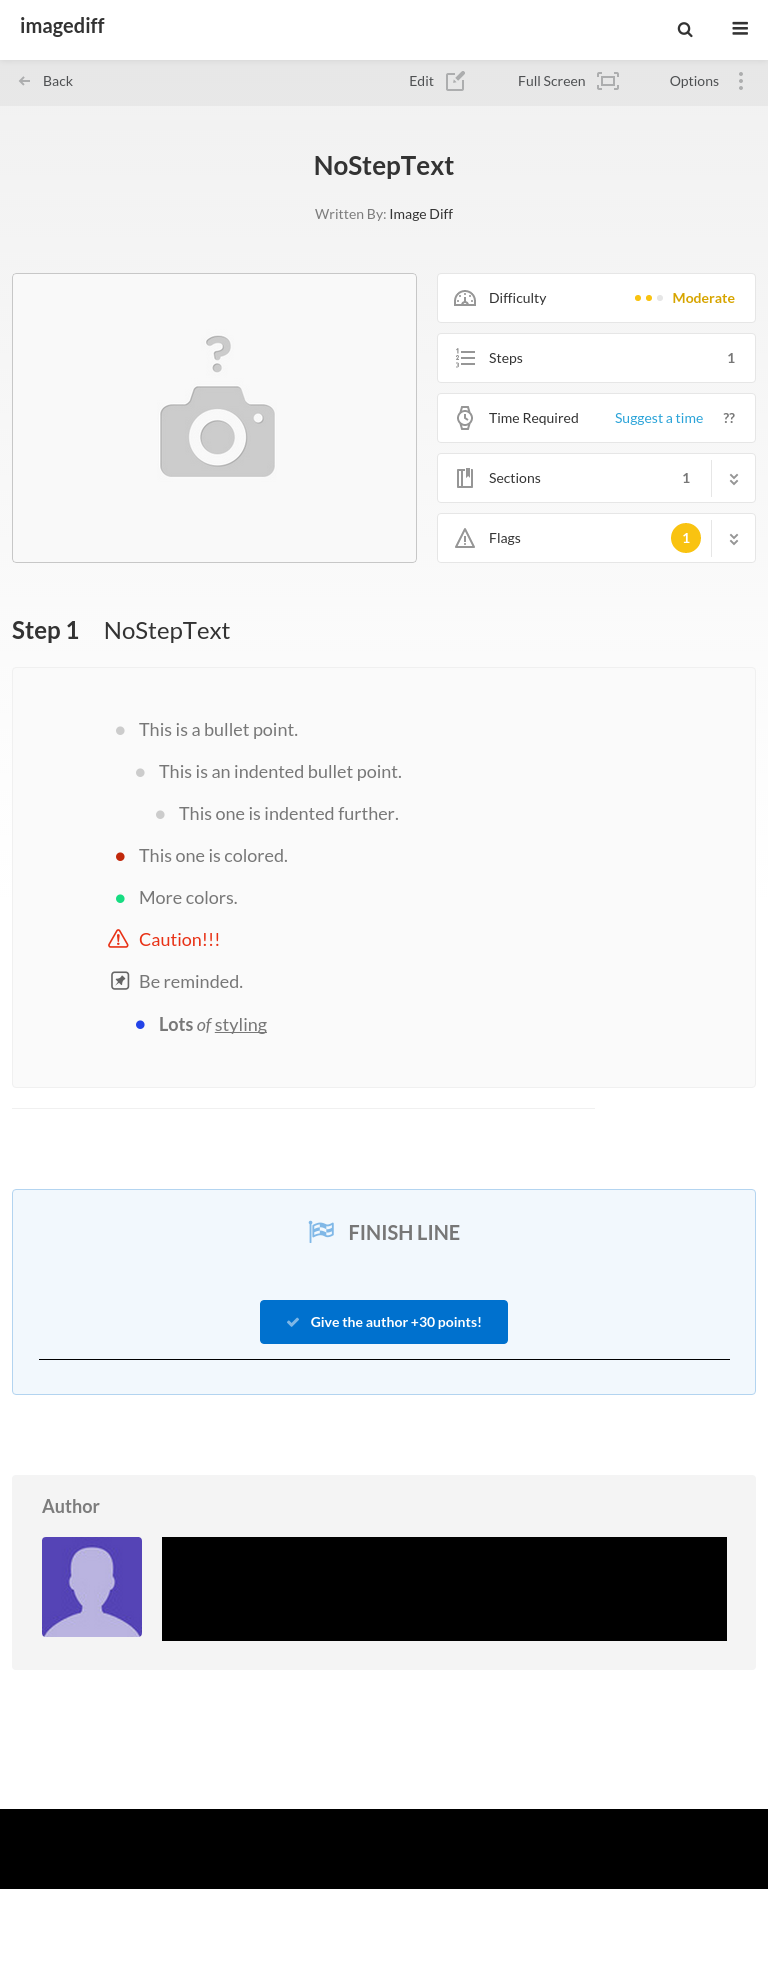 imagediff
Back Edit Full Screen Options
NoStepText
Written By: Image Diff
?
Difficulty Moderate
Steps 1
Time Required Suggest a time ??
Sections 1
Flags 1
Step 1 NoStepText
This is a bullet point.
This is an indented bullet point.
This one is indented further.
This one is colored.
More colors.
Caution!!!
Be reminded.
Lots of styling
FINISH LINE
Give the author +30 points!
Author